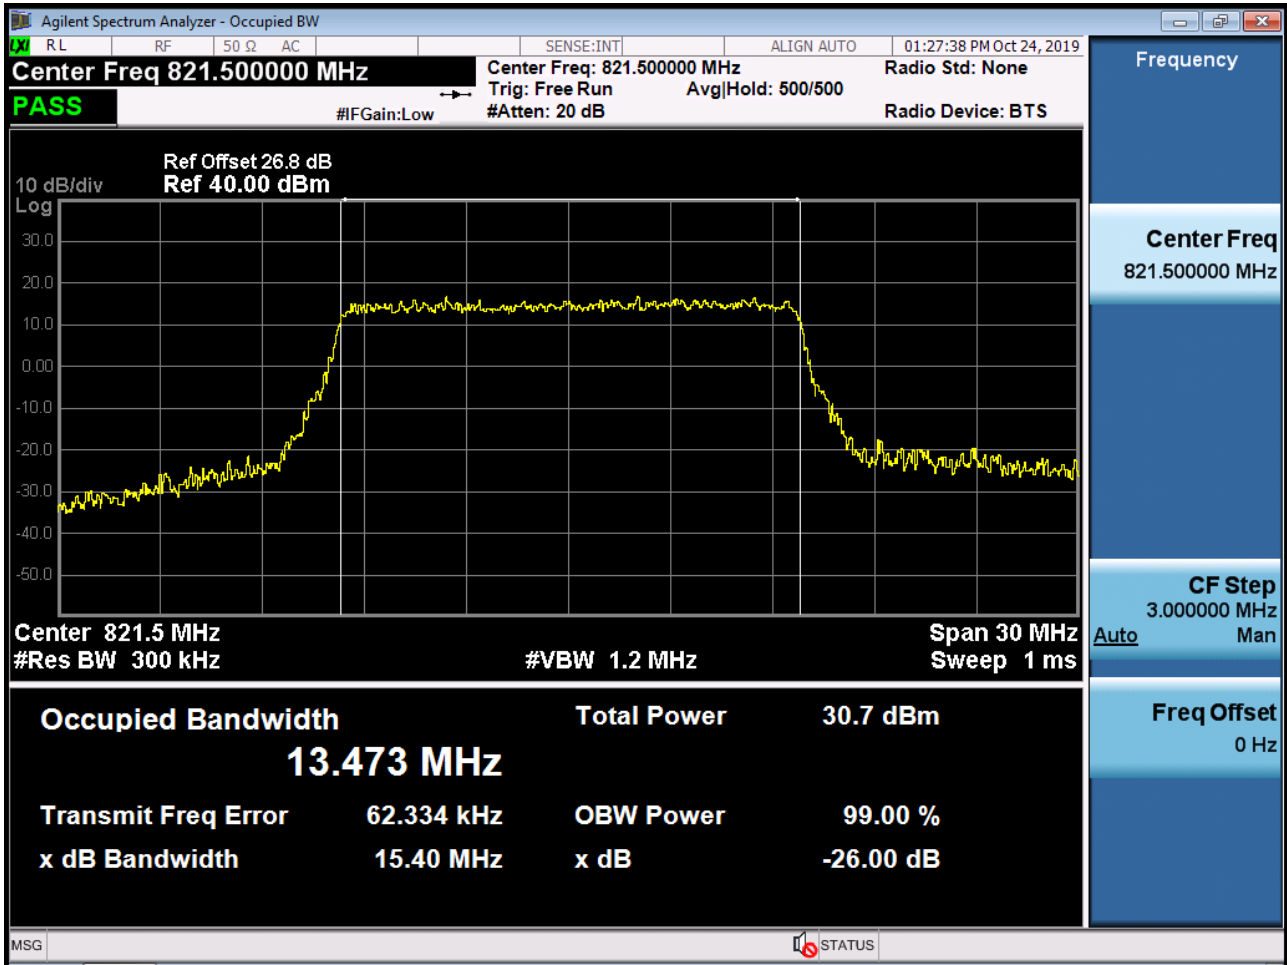 Agilent Spectrum Analyzer - Occupied BW
LXI RL RF 50 Ω AC SENSE:INT ALIGN AUTO 01:27:38 PM Oct 24, 2019
Center Freq 821.500000 MHz
PASS
#IFGain:Low
Center Freq: 821.500000 MHz
Trig: Free Run Avg|Hold: 500/500
#Atten: 20 dB
Radio Std: None
Radio Device: BTS
Ref Offset 26.8 dB
10 dB/div Ref 40.00 dBm
Log
30.0
20.0
10.0
0.00
-10.0
-20.0
-30.0
-40.0
-50.0
Center 821.5 MHz Span 30 MHz
#Res BW 300 kHz #VBW 1.2 MHz Sweep 1 ms
Occupied Bandwidth Total Power 30.7 dBm
13.473 MHz
Transmit Freq Error 62.334 kHz OBW Power 99.00 %
x dB Bandwidth 15.40 MHz x dB -26.00 dB
Frequency
Center Freq
821.500000 MHz
CF Step
3.000000 MHz
Auto Man
Freq Offset
0 Hz
MSG STATUS